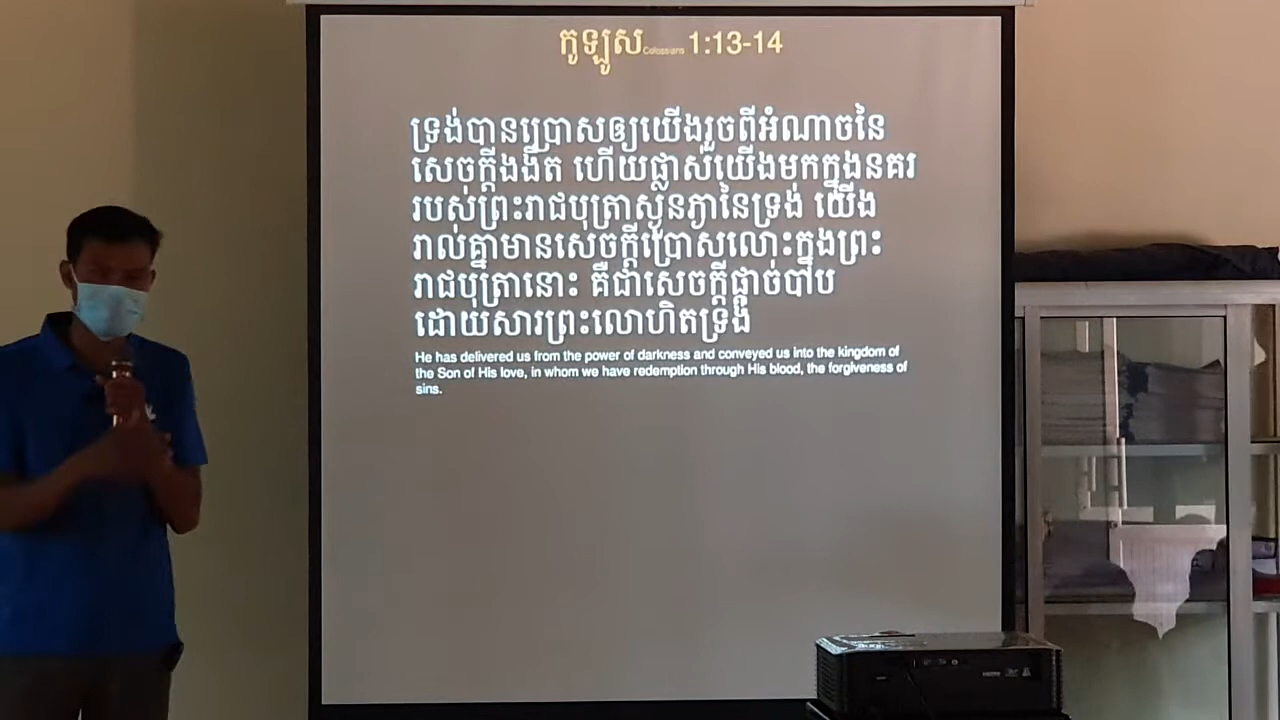 កូឡូស Colossians 1:13-14
ទ្រង់បានប្រោសឲ្យយើងរួចពីអំណាចនៃ
សេចក្តីងងឹត ហើយផ្លាស់យើងមកក្នុងនគរ
របស់ព្រះរាជបុត្រាស្ងួនភ្ងានៃទ្រង់ យើង
រាល់គ្នាមានសេចក្តីប្រោសលោះក្នុងព្រះ
រាជបុត្រានោះ គឺជាសេចក្តីផ្តាច់បាប
ដោយសារព្រះលោហិតទ្រង់
He has delivered us from the power of darkness and conveyed us into the kingdom of
the Son of His love, in whom we have redemption through His blood, the forgiveness of
sins.